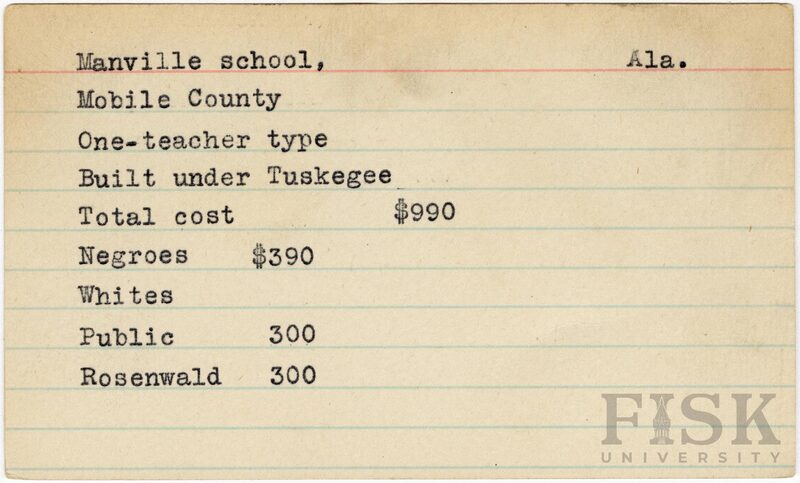 Manville school, Ala.
Mobile County
One-teacher type
Built under Tuskegee
Total cost $990
Negroes $390
Whites
Public 300
Rosenwald 300
FISK
UNIVERSITY